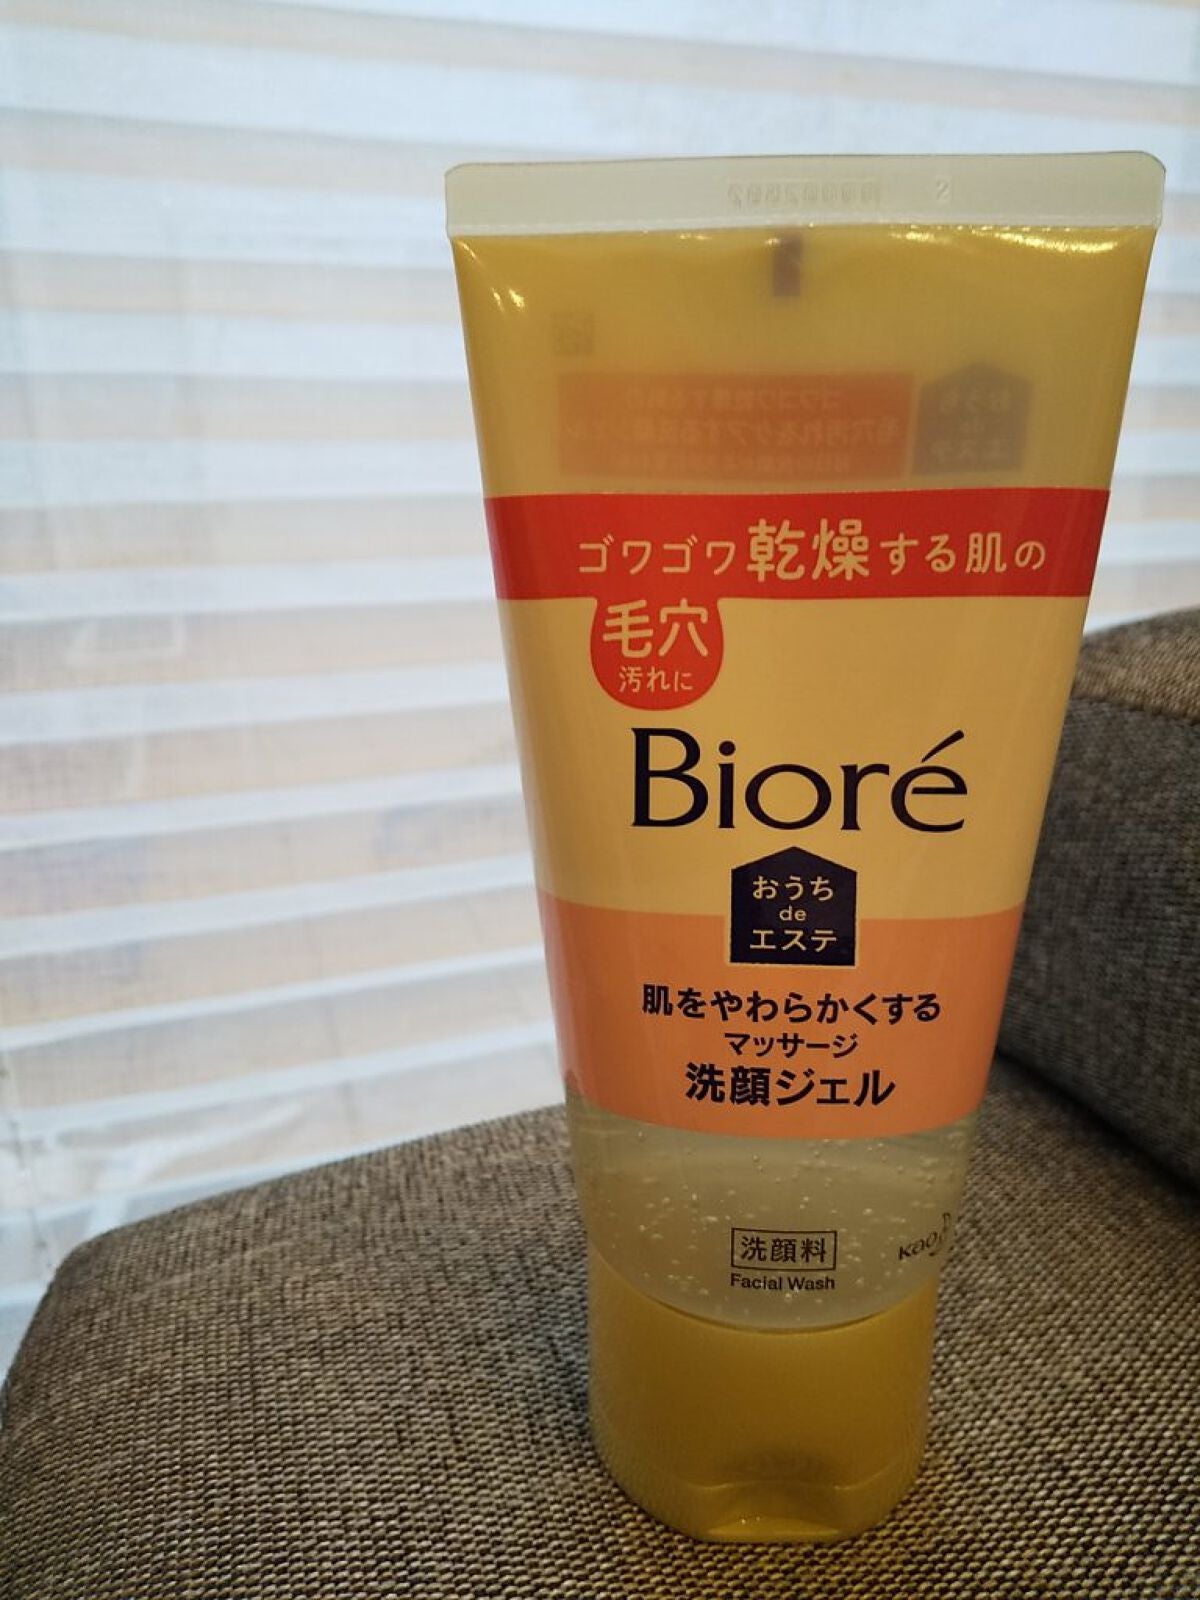 ゴワゴワ乾燥する肌の
毛穴
汚れに
Bioré
おうち
de
エステ
肌をやわらかくする
マッサージ
洗顔ジェル
洗顔料
Facial Wash
Kao